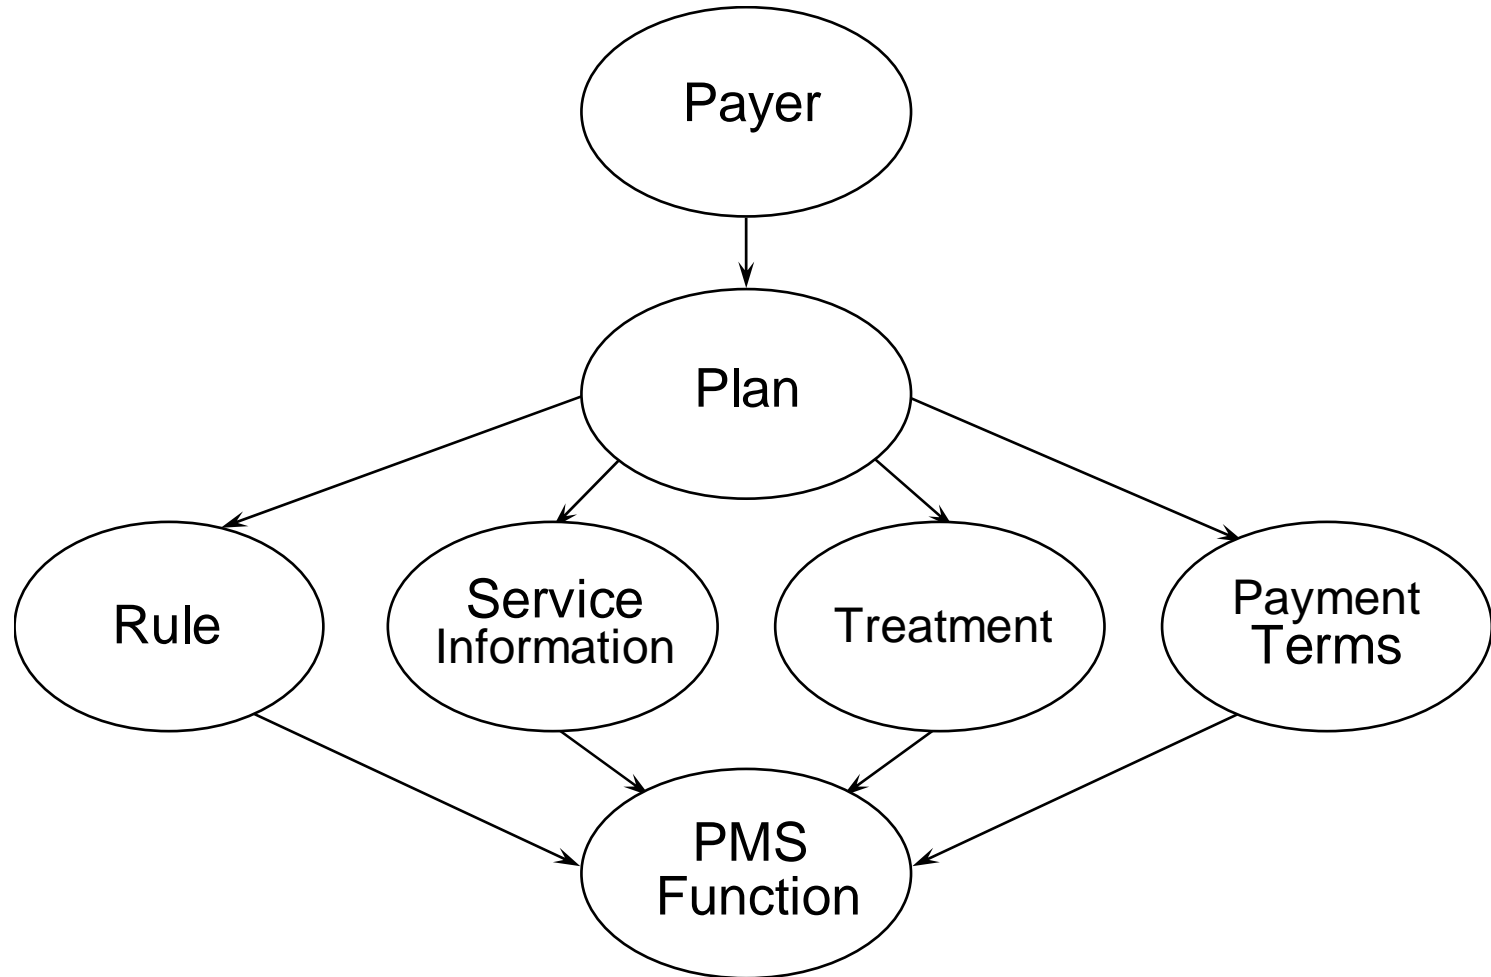 Payer
Plan
Rule
Service
Information
Treatment
Payment
Terms
PMS
Function